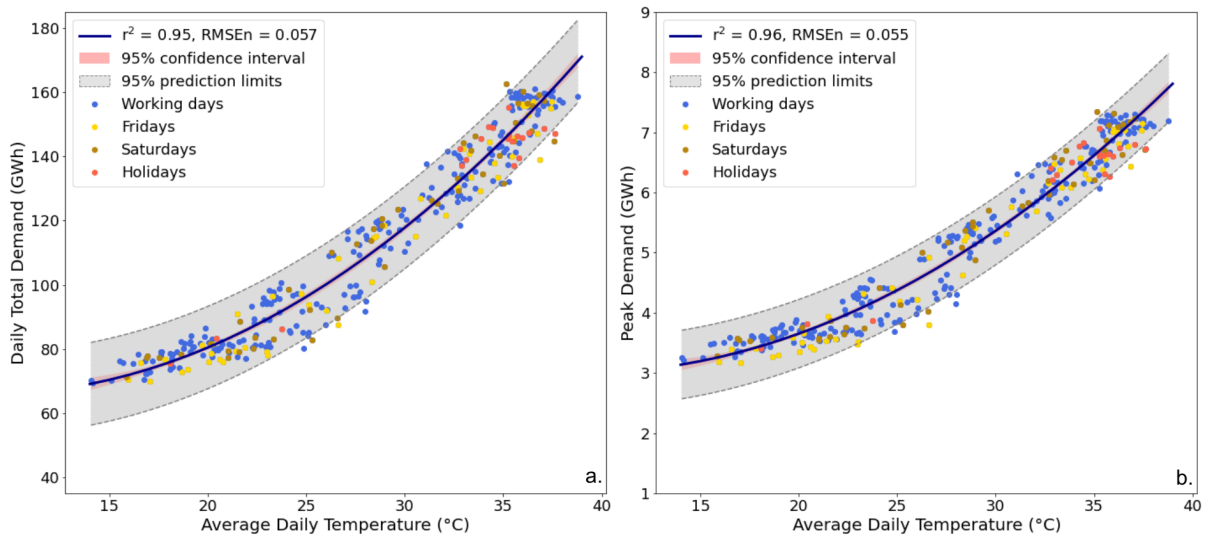 180
160
140
120
100
80
60
40
Daily Total Demand (GWh)
r² = 0.95, RMSEn = 0.057
95% confidence interval
95% prediction limits
Working days
Fridays
Saturdays
Holidays
a.
15 20 25 30 35 40
Average Daily Temperature (°C)
9
8
7
6
5
4
3
2
1
Peak Demand (GWh)
r² = 0.96, RMSEn = 0.055
95% confidence interval
95% prediction limits
Working days
Fridays
Saturdays
Holidays
b.
15 20 25 30 35 40
Average Daily Temperature (°C)